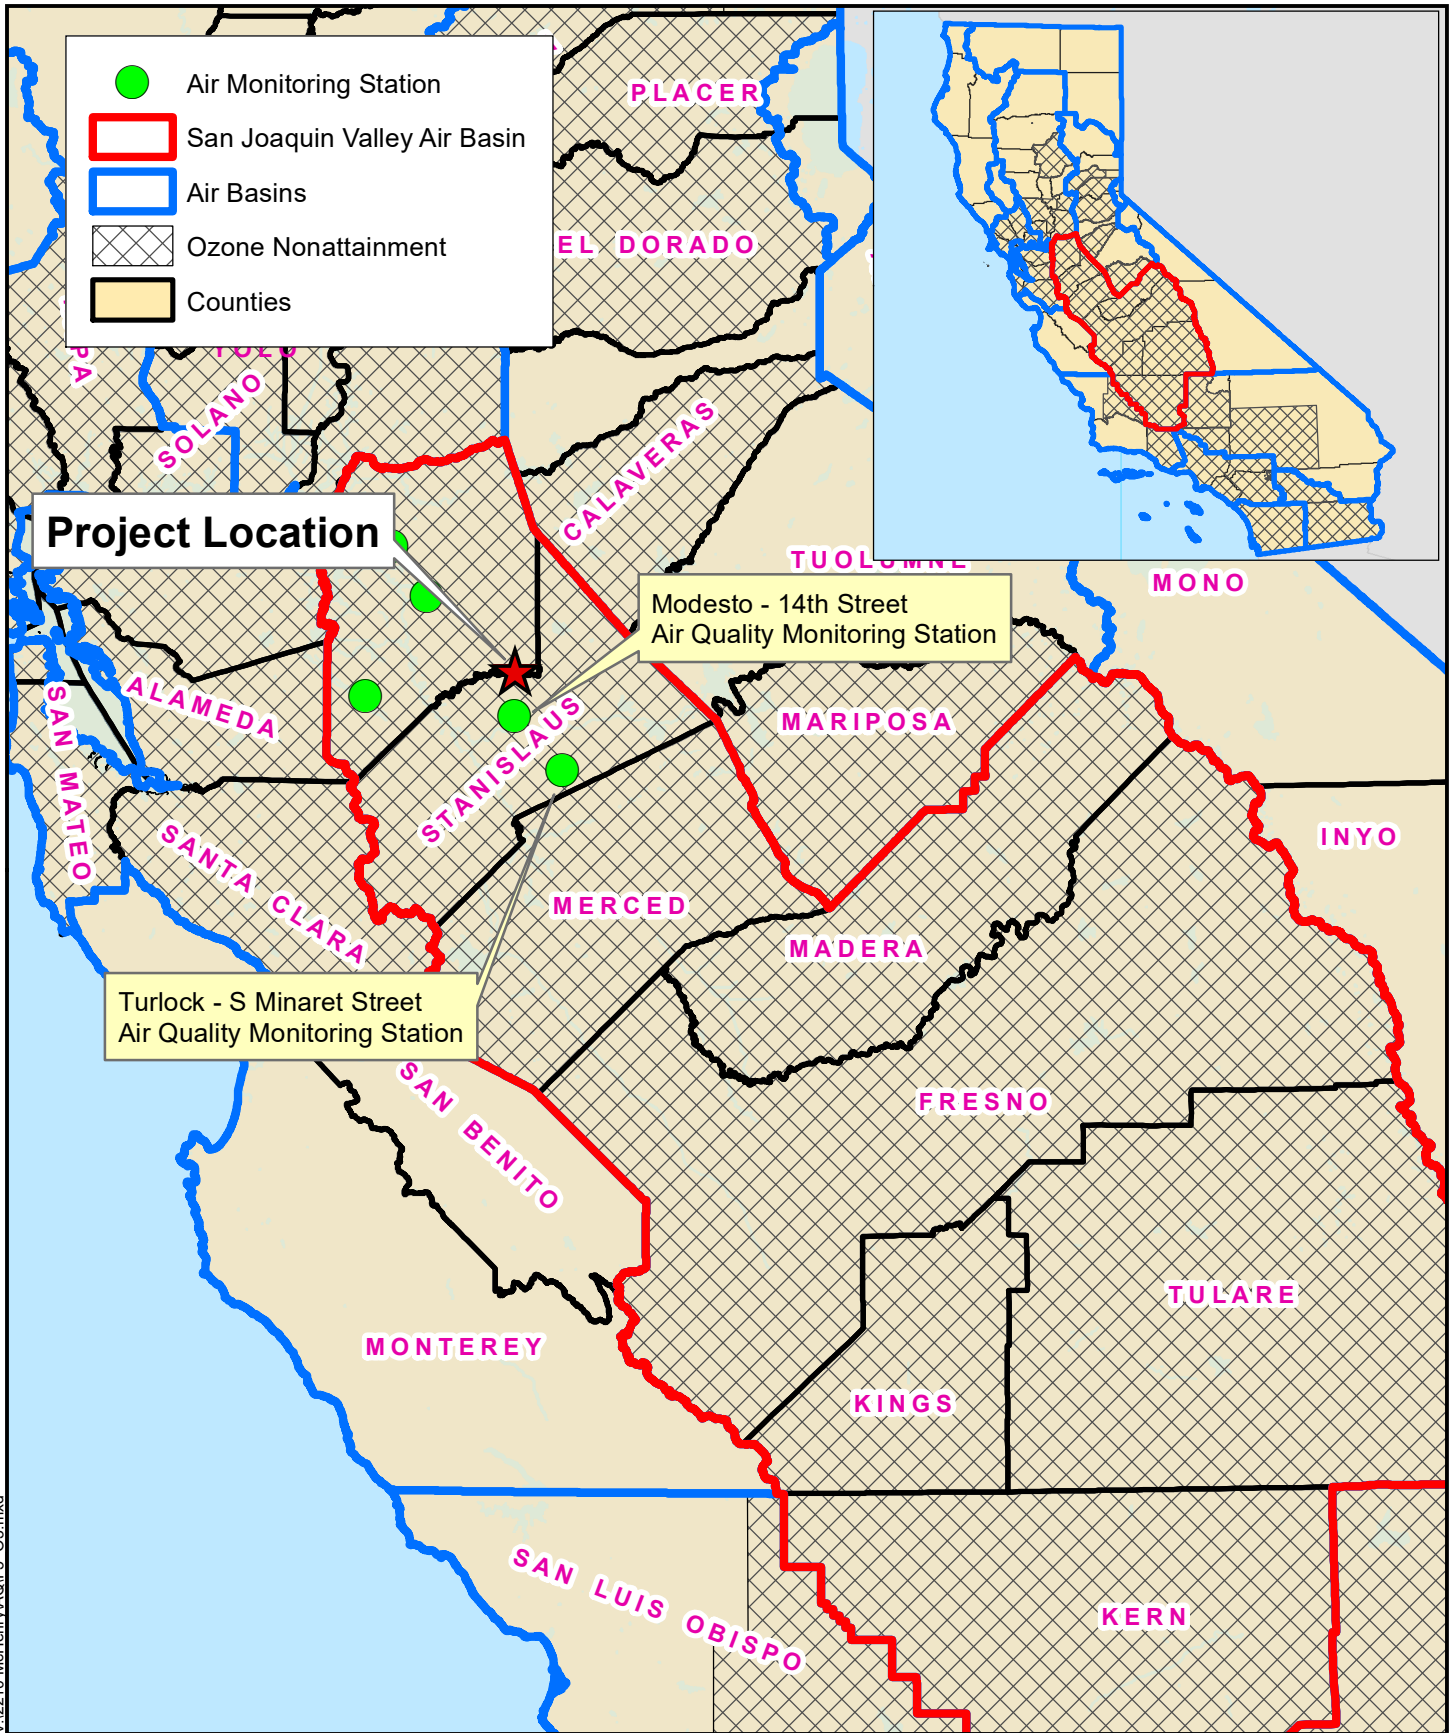 Air Monitoring Station
San Joaquin Valley Air Basin
Air Basins
Ozone Nonattainment
Counties
PLACER
EL DORADO
YOLO
SOLANO
CALAVERAS
Project Location
TUOLUMNE
MONO
Modesto - 14th Street
Air Quality Monitoring Station
ALAMEDA
SAN MATEO
STANISLAUS
MARIPOSA
SANTA CLARA
INYO
MERCED
MADERA
Turlock - S Minaret Street
Air Quality Monitoring Station
SAN BENITO
FRESNO
TULARE
MONTEREY
KINGS
SAN LUIS OBISPO
KERN